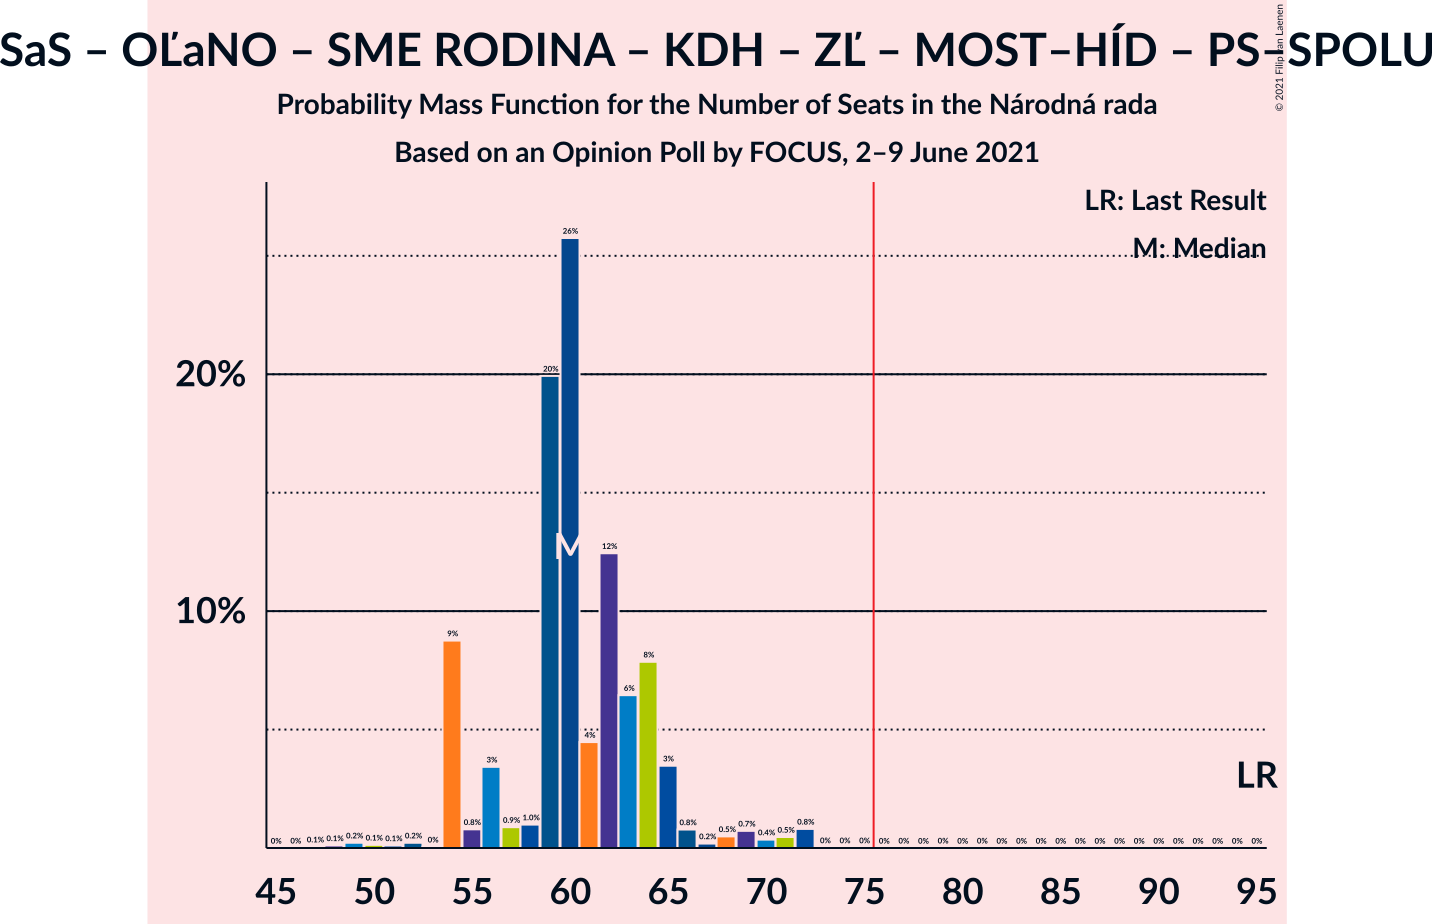 SaS – OĽaNO – SME RODINA – KDH – ZĽ – MOST–HÍD – PS–SPOLU
© 2021 Filip van Laenen
Probability Mass Function for the Number of Seats in the Národná rada
Based on an Opinion Poll by FOCUS, 2–9 June 2021
LR: Last Result
M: Median
20%
10%
0% 0% 0.1% 0.1% 0.2% 0.1% 0.1% 0.2% 0% 9% 0.8% 3% 0.9% 1.0% 20% 26% 4% 12% 6% 8% 3% 0.8% 0.2% 0.5% 0.7% 0.4% 0.5% 0.8% 0% 0% 0% 0% 0% 0% 0% 0% 0% 0% 0% 0% 0% 0% 0% 0% 0% 0% 0% 0% 0% 0% 0%
M
LR
45 50 55 60 65 70 75 80 85 90 95